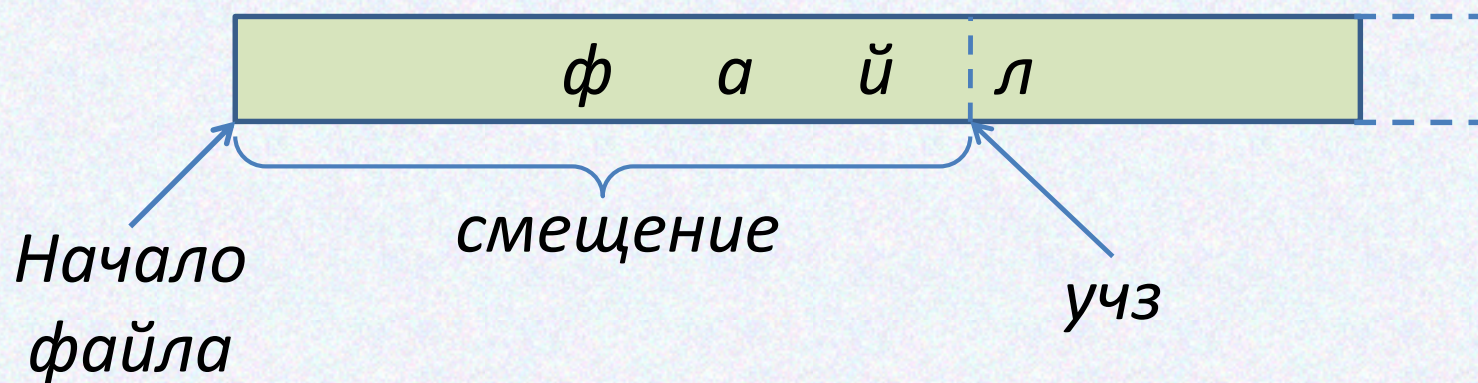 ф а й л
смещение
Начало
файла
учз